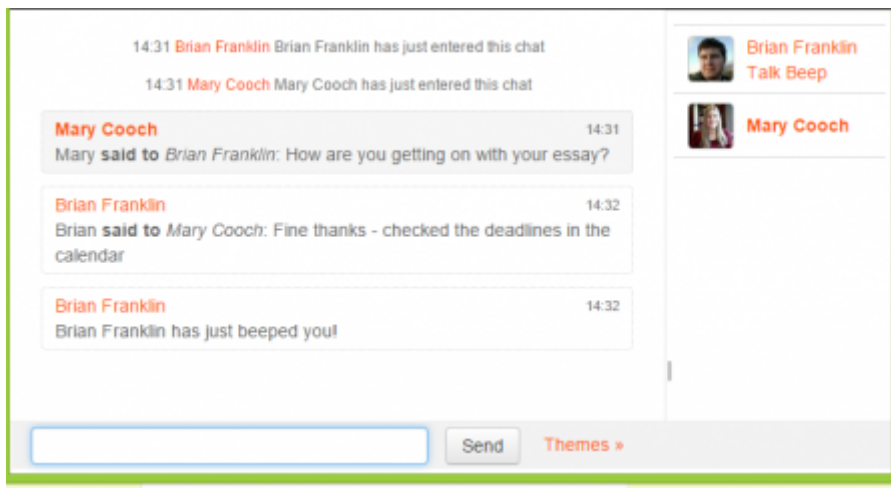 14:31 Brian Franklin Brian Franklin has just entered this chat
14:31 Mary Cooch Mary Cooch has just entered this chat
Mary Cooch 14:31
Mary said to Brian Franklin: How are you getting on with your essay?
Brian Franklin 14:32
Brian said to Mary Cooch: Fine thanks - checked the deadlines in the
calendar
Brian Franklin 14:32
Brian Franklin has just beeped you!
Send Themes »
Brian Franklin
Talk Beep
Mary Cooch